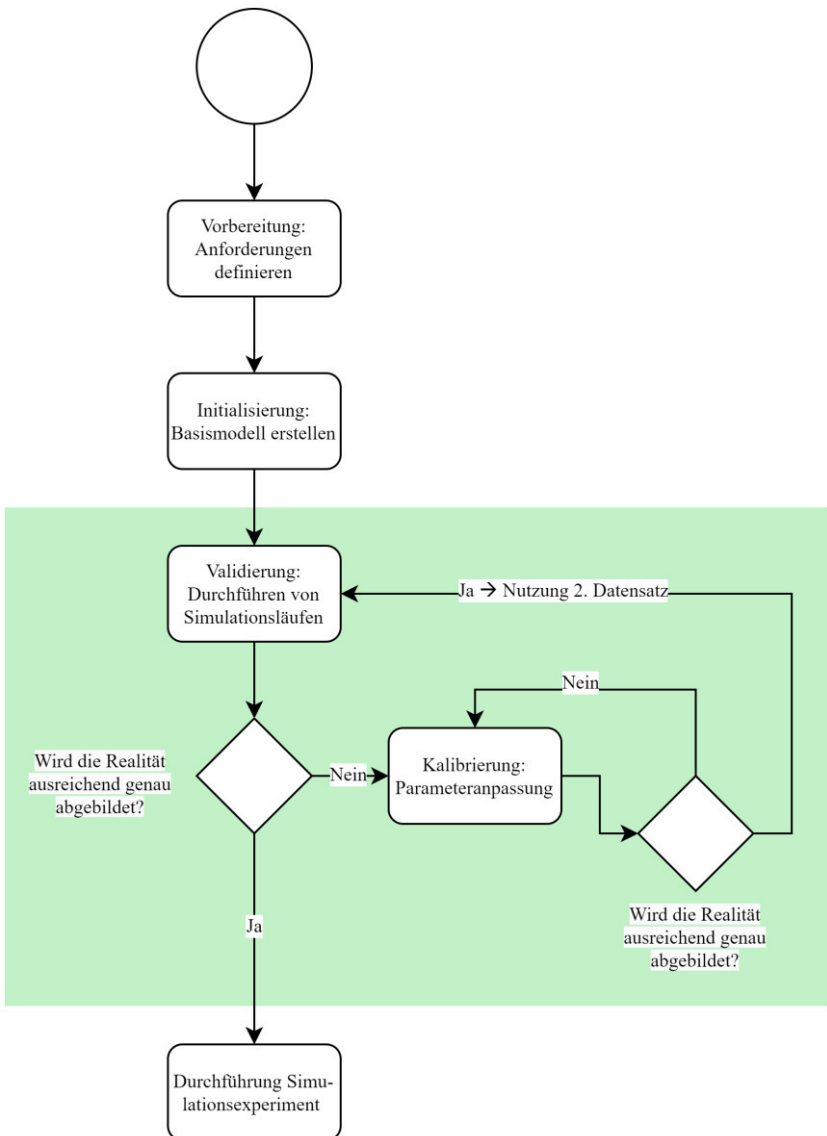 Vorbereitung:
Anforderungen
definieren
Initialisierung:
Basismodell erstellen
Validierung:
Durchführen von
Simulationsläufen
Ja → Nutzung 2. Datensatz
Nein
Wird die Realität
ausreichend genau
abgebildet?
Nein
Kalibrierung:
Parameteranpassung
Wird die Realität
ausreichend genau
abgebildet?
Ja
Durchführung Simu-
lationsexperiment